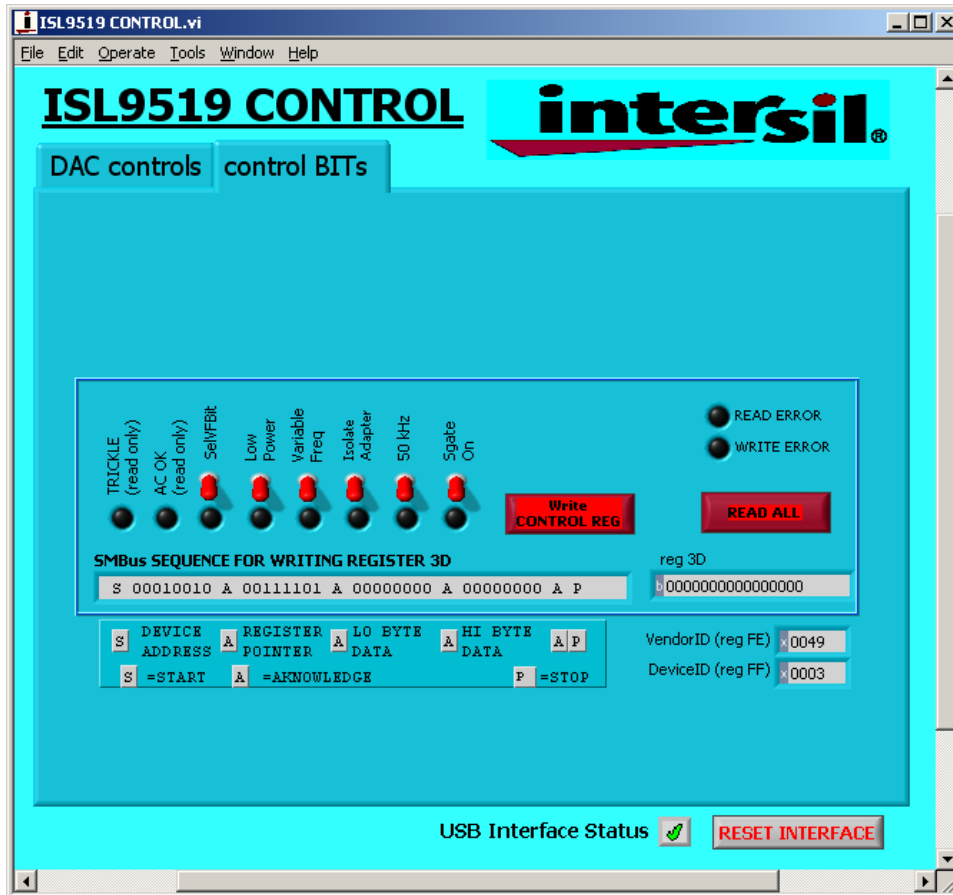 ISL9519 CONTROL.vi
File Edit Operate Tools Window Help
ISL9519 CONTROL
intersil®
DAC controls
control BITs
TRICKLE
(read only)
AC OK
(read only)
SelVFBit
Low
Power
Variable
Freq
Isolate
Adapter
50 kHz
Sgate
On
READ ERROR
WRITE ERROR
Write
CONTROL REG
READ ALL
SMBus SEQUENCE FOR WRITING REGISTER 3D
reg 3D
S 00010010 A 00111101 A 00000000 A 00000000 A P
b 0000000000000000
S DEVICE ADDRESS A REGISTER POINTER A LO BYTE DATA A HI BYTE DATA A P
S =START A =AKNOWLEDGE P =STOP
VendorID (reg FE) x 0049
DeviceID (reg FF) x 0003
USB Interface Status
RESET INTERFACE